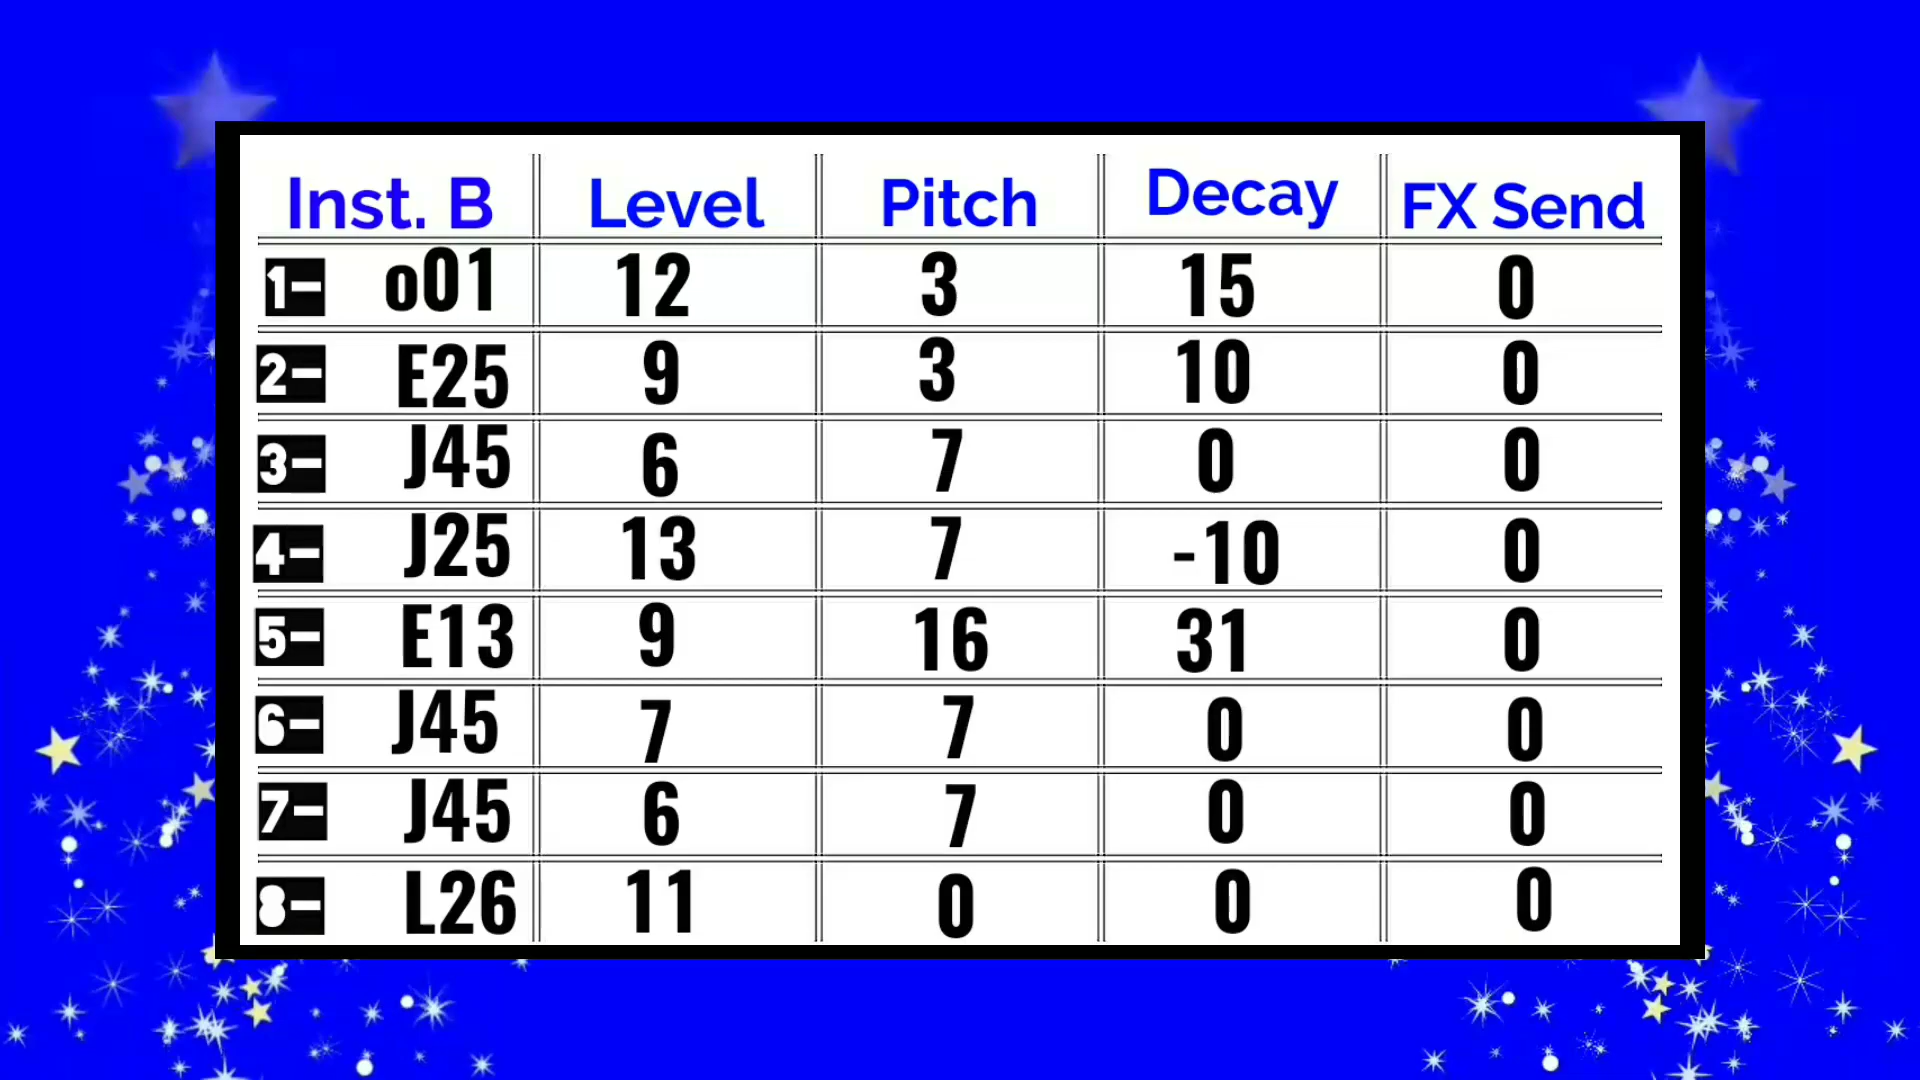 Inst. B Level Pitch Decay FX Send
1- o01 12 3 15 0
2- E25 9 3 10 0
3- J45 6 7 0 0
4- J25 13 7 -10 0
5- E13 9 16 31 0
6- J45 7 7 0 0
7- J45 6 7 0 0
8- L26 11 0 0 0